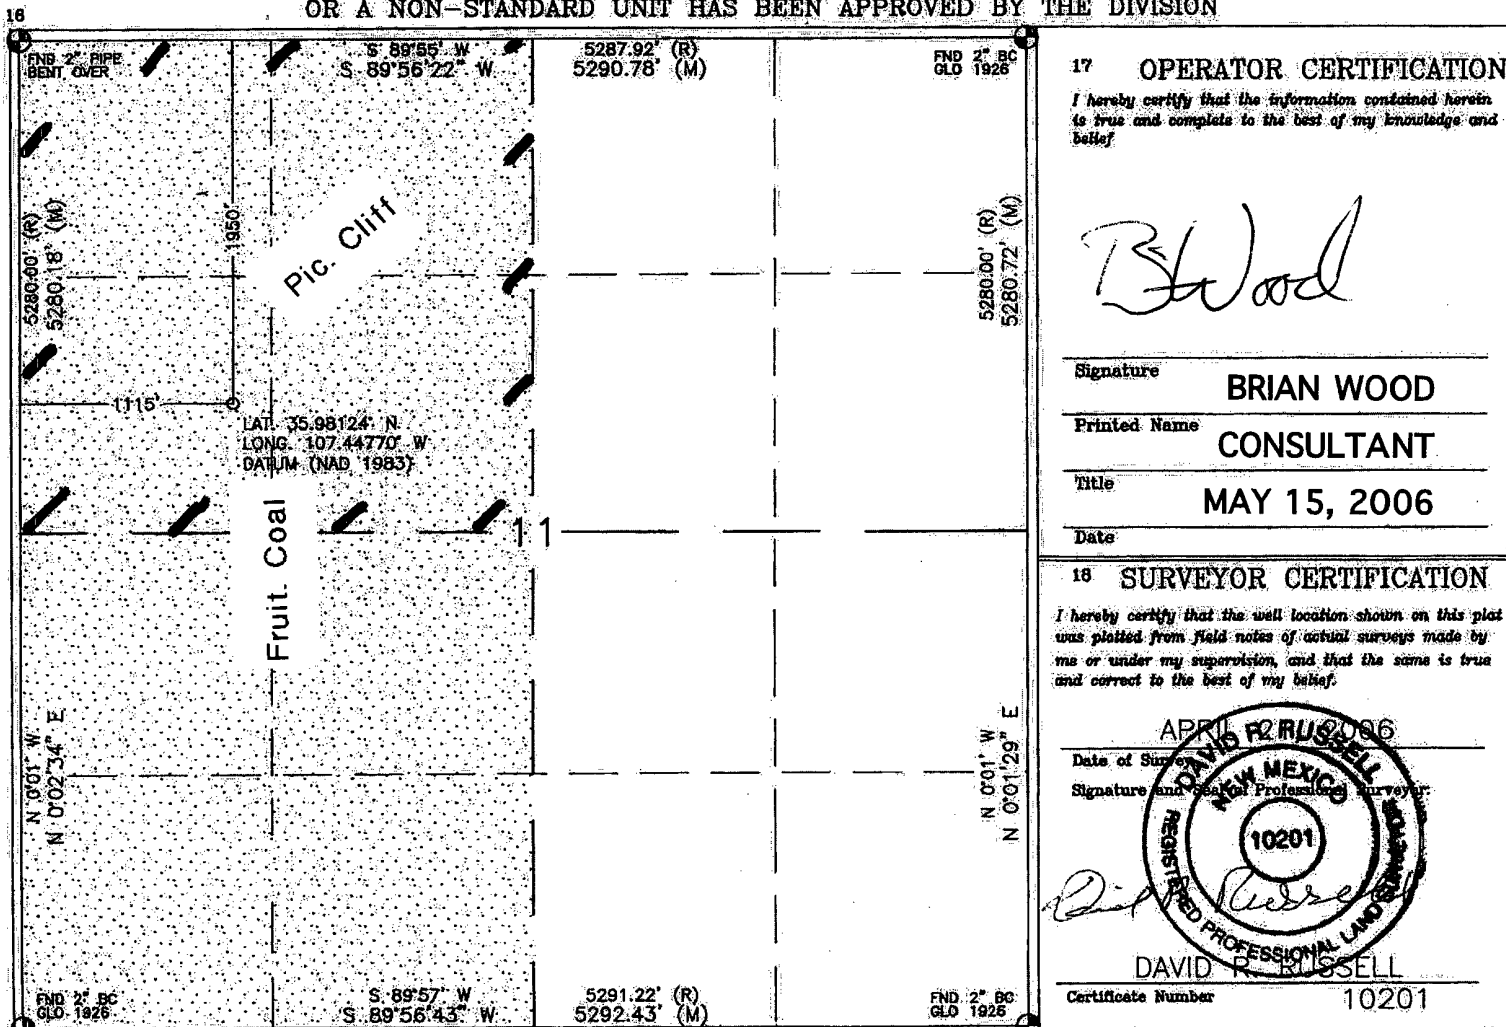 OR A NON-STANDARD UNIT HAS BEEN APPROVED BY THE DIVISION
16
FND 2" PIPE
BENT OVER
S 89°55' W
S 89°56'22" W
5287.92' (R)
5290.78' (M)
FND 2" BC
GLO 1926
5280.00' (R)
5280.18' (M)
1950'
Pic. Cliff
5280.00' (R)
5280.72' (M)
1115'
LAT. 35.98124° N
LONG. 107.44770° W
DATUM (NAD 1983)
11
Fruit. Coal
N 0°01' W
N 0°02'34" E
N 0°01' W
N 0°01'29" E
FND 2" BC
GLO 1926
S 89°57' W
S 89°56'43" W
5291.22' (R)
5292.43' (M)
FND 2" BC
GLO 1926
17 OPERATOR CERTIFICATION
I hereby certify that the information contained herein
is true and complete to the best of my knowledge and
belief
B Wood
Signature
BRIAN WOOD
Printed Name
CONSULTANT
Title
MAY 15, 2006
Date
18 SURVEYOR CERTIFICATION
I hereby certify that the well location shown on this plat
was plotted from field notes of actual surveys made by
me or under my supervision, and that the same is true
and correct to the best of my belief.
APRIL 2006
Date of Survey
Signature and Seal of Professional Surveyor:
DAVID R. RUSSELL
NEW MEXICO
10201
REGISTERED PROFESSIONAL LAND SURVEYOR
David R. Russell
DAVID R. RUSSELL
Certificate Number 10201